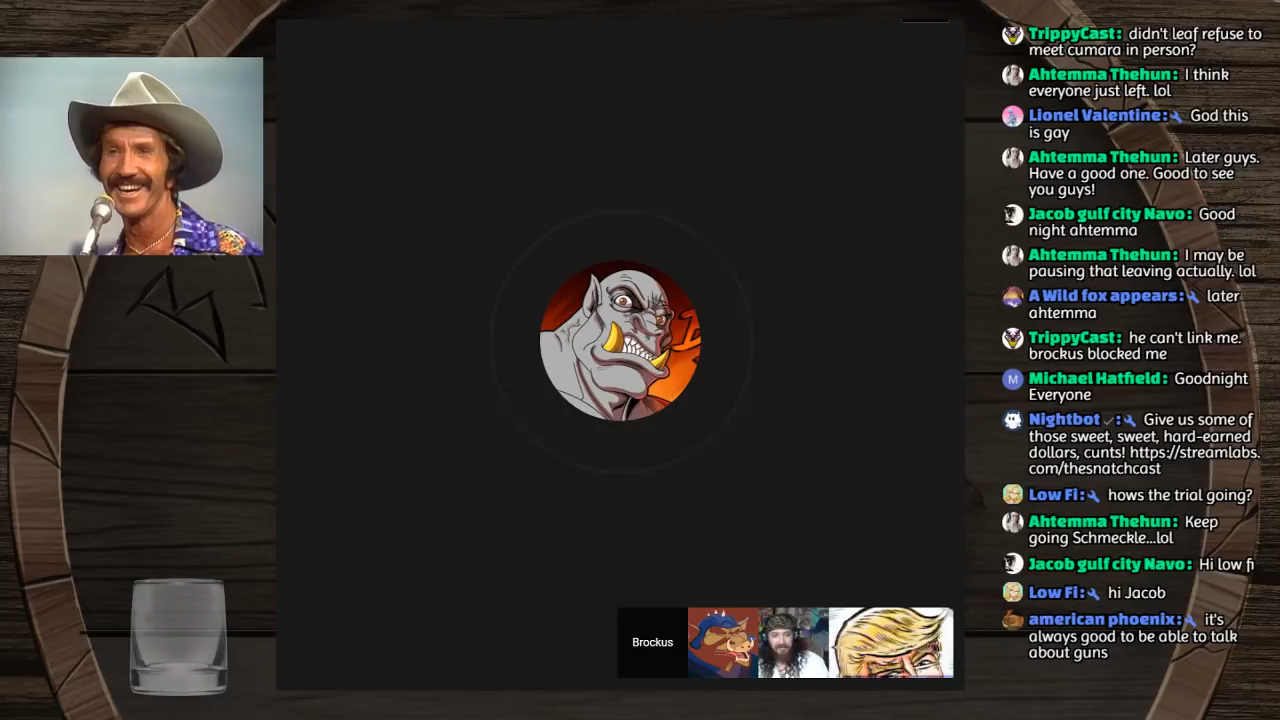 TrippyCast: didn't leaf refuse to
meet cumara in person?
Ahtemma Thehun: I think
everyone just left. lol
Lionel Valentine: God this
is gay
Ahtemma Thehun: Later guys.
Have a good one. Good to see
you guys!
Jacob gulf city Navo: Good
night ahtemma
Ahtemma Thehun: I may be
pausing that leaving actually. lol
A Wild fox appears: later
ahtemma
TrippyCast: he can't link me.
brockus blocked me
M
Michael Hatfield: Goodnight
Everyone
Nightbot ✓: Give us some of
those sweet, sweet, hard-earned
dollars, cunts! https://streamlabs.
com/thesnatchcast
Low Fi: hows the trial going?
Ahtemma Thehun: Keep
going Schmeckle...lol
Jacob gulf city Navo: Hi low fi
Low Fi: hi Jacob
american phoenix: it's
always good to be able to talk
about guns
Brockus